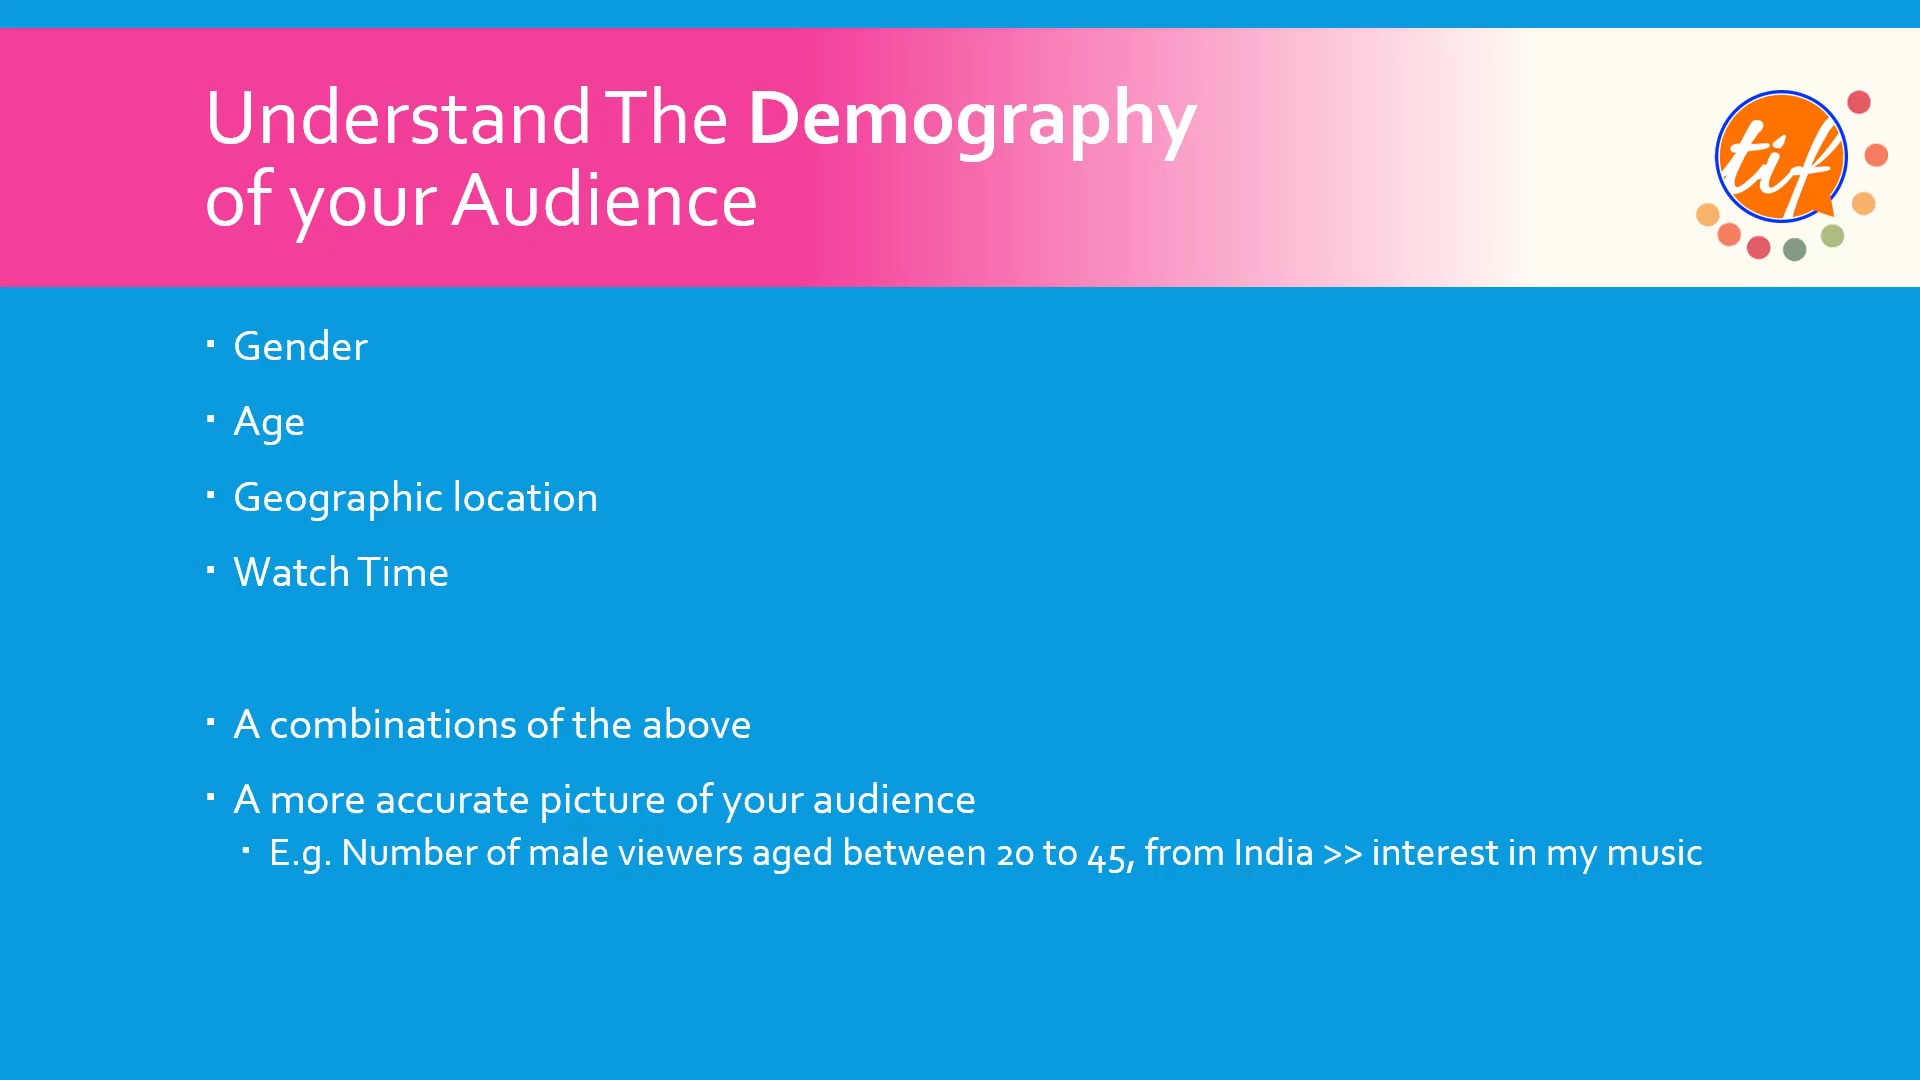 Understand The Demography
of your Audience
tif
▪ Gender
▪ Age
▪ Geographic location
▪ Watch Time
▪ A combinations of the above
▪ A more accurate picture of your audience
▪ E.g. Number of male viewers aged between 20 to 45, from India >> interest in my music